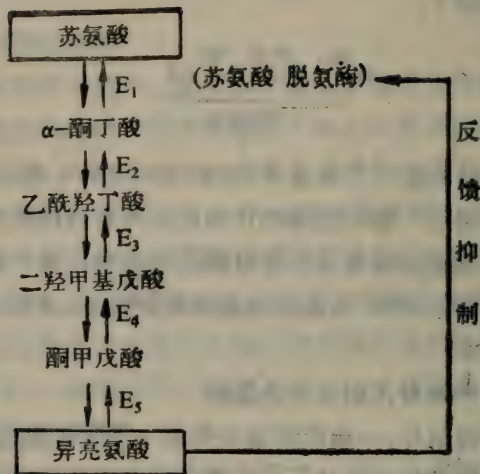 苏氨酸
E₁
(苏氨酸 脱氨酶)
α-酮丁酸
E₂
乙酰羟丁酸
E₃
二羟甲基戊酸
E₄
酮甲戊酸
E₅
异亮氨酸
反馈抑制